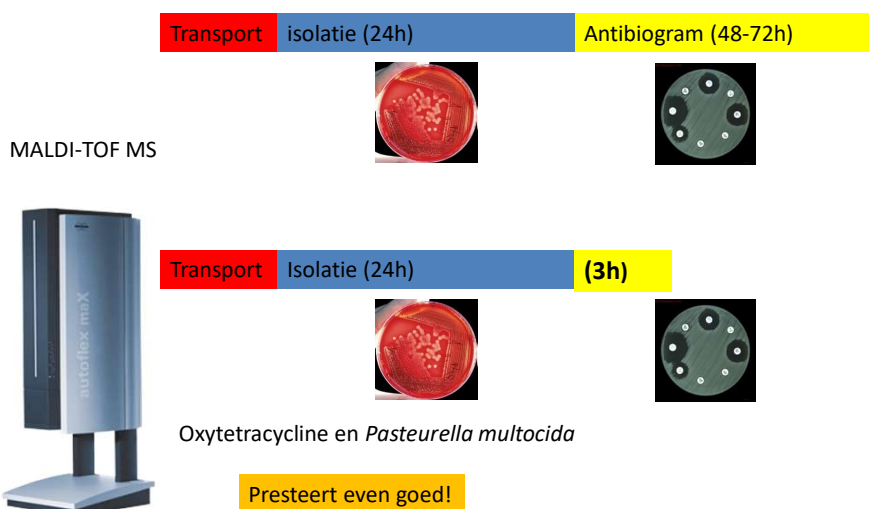 Transport isolatie (24h) Antibiogram (48-72h)
MALDI-TOF MS
Transport Isolatie (24h) (3h)
autoflex maX
Oxytetracycline en Pasteurella multocida
Presteert even goed!